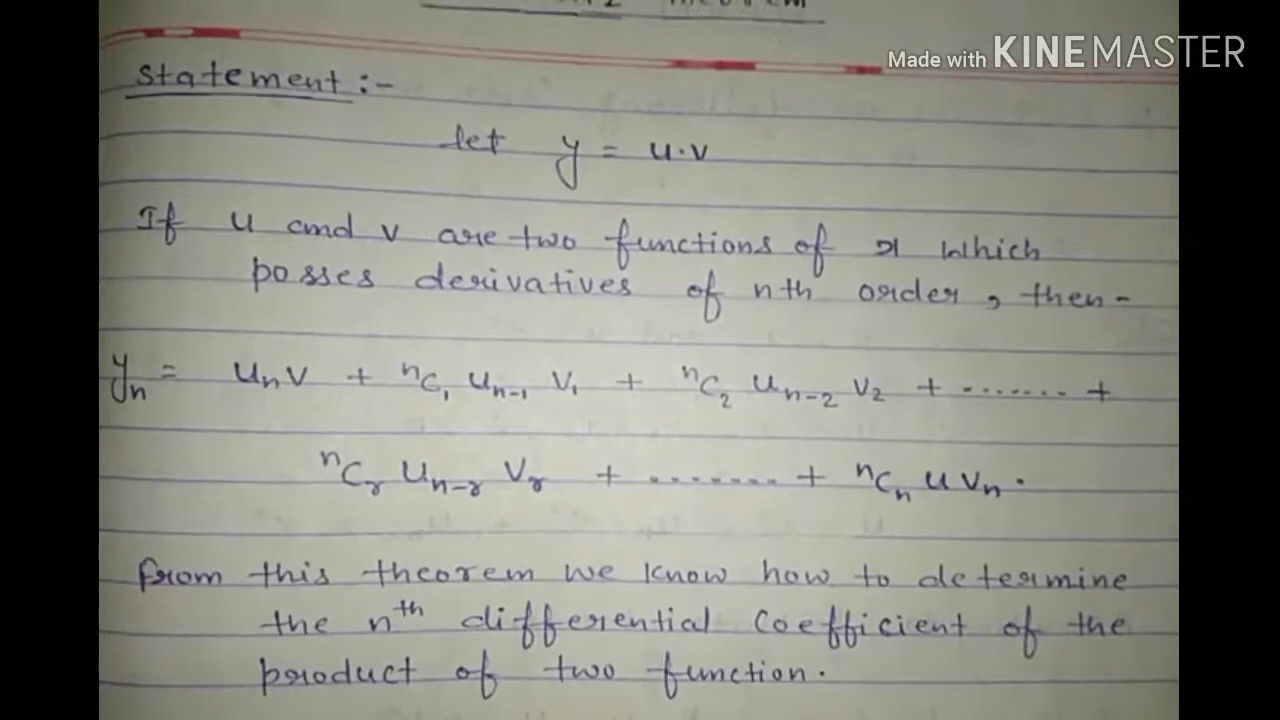 Theorem
Made with KINEMASTER
Statement :-
let y = u.v
If u and v are two functions of x which
posses derivatives of nth order, then-
yₙ = uₙv + ⁿC₁ uₙ₋₁ v₁ + ⁿC₂ uₙ₋₂ v₂ + ....... +
ⁿCᵣ uₙ₋ᵣ vᵣ + ........ + ⁿCₙ u vₙ.
from this theorem we know how to determine
the nᵗʰ differential coefficient of the
product of two function.